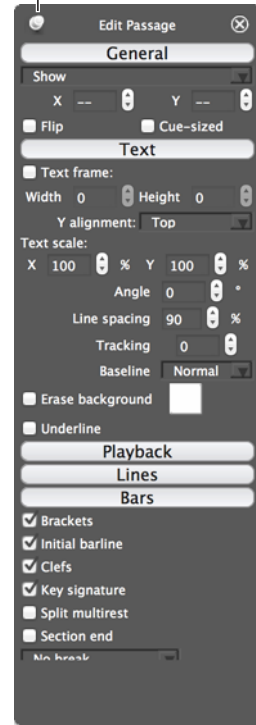 Edit Passage
General
Show
X -- Y --
Flip Cue-sized
Text
Text frame:
Width 0 Height 0
Y alignment: Top
Text scale:
X 100 % Y 100 %
Angle 0 °
Line spacing 90 %
Tracking 0
Baseline Normal
Erase background
Underline
Playback
Lines
Bars
Brackets
Initial barline
Clefs
Key signature
Split multirest
Section end
No break